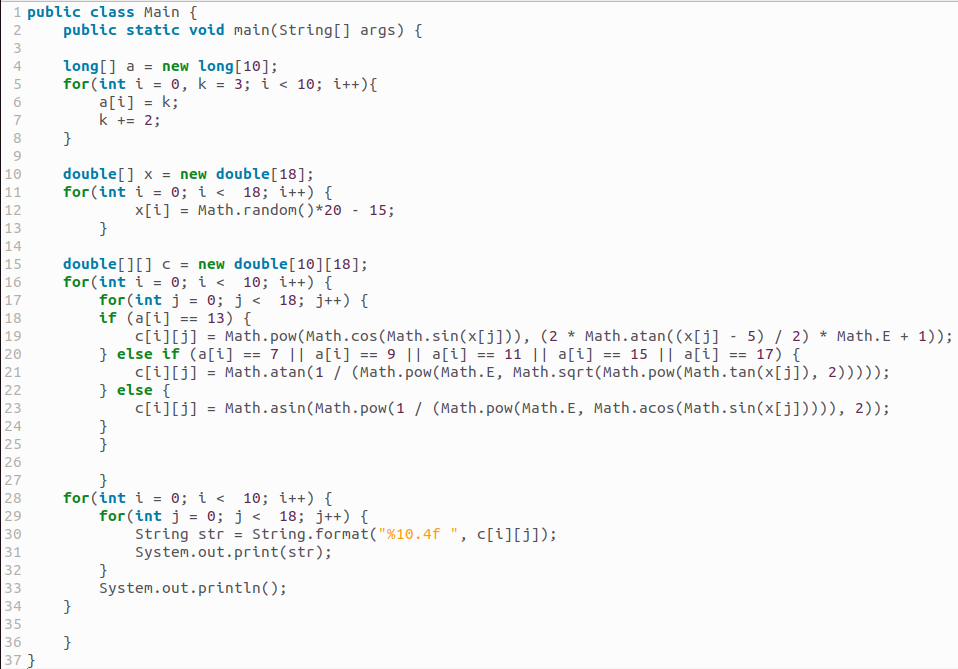 1 public class Main {
2     public static void main(String[] args) {
3
4     long[] a = new long[10];
5     for(int i = 0, k = 3; i < 10; i++){
6         a[i] = k;
7         k += 2;
8     }
9
10     double[] x = new double[18];
11     for(int i = 0; i <  18; i++) {
12             x[i] = Math.random()*20 - 15;
13         }
14
15     double[][] c = new double[10][18];
16     for(int i = 0; i <  10; i++) {
17         for(int j = 0; j <  18; j++) {
18         if (a[i] == 13) {
19             c[i][j] = Math.pow(Math.cos(Math.sin(x[j])), (2 * Math.atan((x[j] - 5) / 2) * Math.E + 1));
20         } else if (a[i] == 7 || a[i] == 9 || a[i] == 11 || a[i] == 15 || a[i] == 17) {
21             c[i][j] = Math.atan(1 / (Math.pow(Math.E, Math.sqrt(Math.pow(Math.tan(x[j]), 2)))));
22         } else {
23             c[i][j] = Math.asin(Math.pow(1 / (Math.pow(Math.E, Math.acos(Math.sin(x[j])))), 2));
24         }
25         }
26
27         }
28     for(int i = 0; i <  10; i++) {
29         for(int j = 0; j <  18; j++) {
30             String str = String.format("%10.4f ", c[i][j]);
31             System.out.print(str);
32         }
33         System.out.println();
34     }
35
36     }
37 }